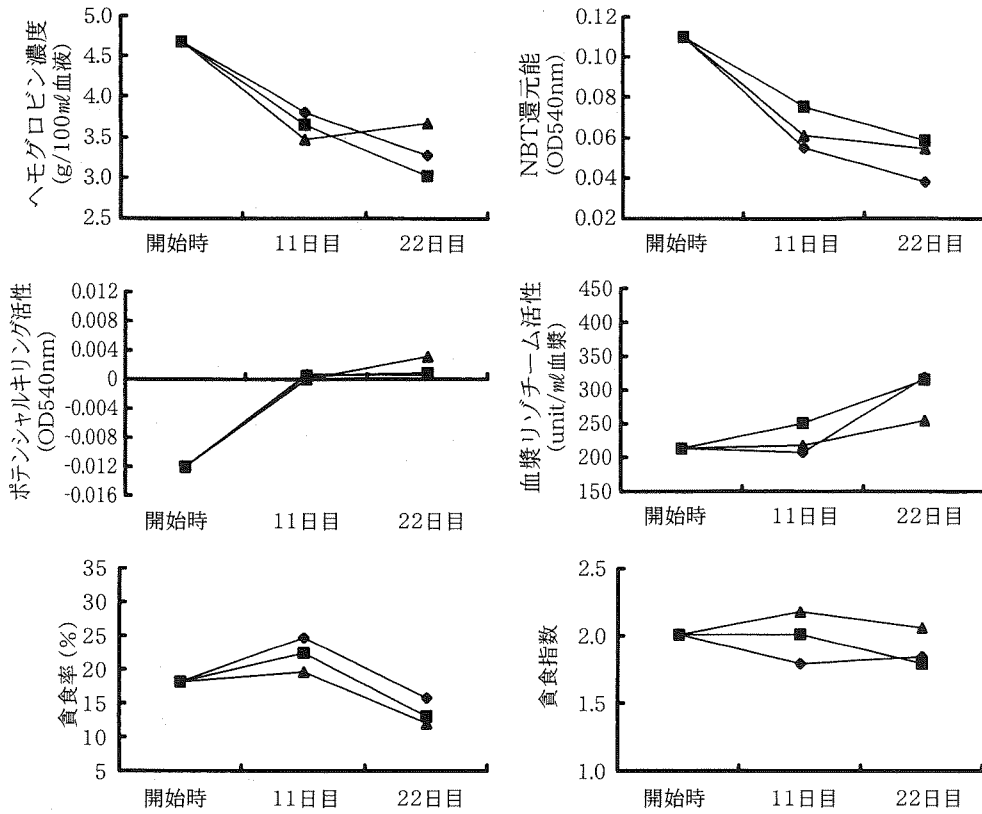 ヘモグロビン濃度
(g/100㎖血液)
5.0
4.5
4.0
3.5
3.0
2.5
開始時 11日目 22日目
NBT還元能
(OD540nm)
0.12
0.10
0.08
0.06
0.04
0.02
開始時 11日目 22日目
ポテンシャルキリング活性
(OD540nm)
0.012
0.008
0.004
0
-0.004
-0.008
-0.012
-0.016
開始時 11日目 22日目
血漿リゾチーム活性
(unit/㎖血漿)
450
400
350
300
250
200
150
開始時 11日目 22日目
貪食率(%)
35
30
25
20
15
10
5
開始時 11日目 22日目
貪食指数
2.5
2.0
1.5
1.0
開始時 11日目 22日目